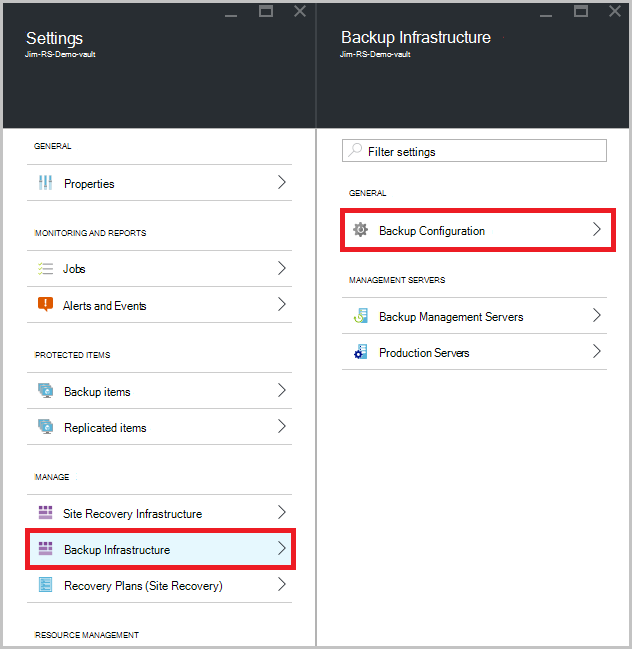 Settings
Jim-RS-Demo-vault
GENERAL
Properties
MONITORING AND REPORTS
Jobs
Alerts and Events
PROTECTED ITEMS
Backup items
Replicated items
MANAGE
Site Recovery Infrastructure
Backup Infrastructure
Recovery Plans (Site Recovery)
RESOURCE MANAGEMENT
Backup Infrastructure
Jim-RS-Demo-vault
Filter settings
GENERAL
Backup Configuration
MANAGEMENT SERVERS
Backup Management Servers
Production Servers